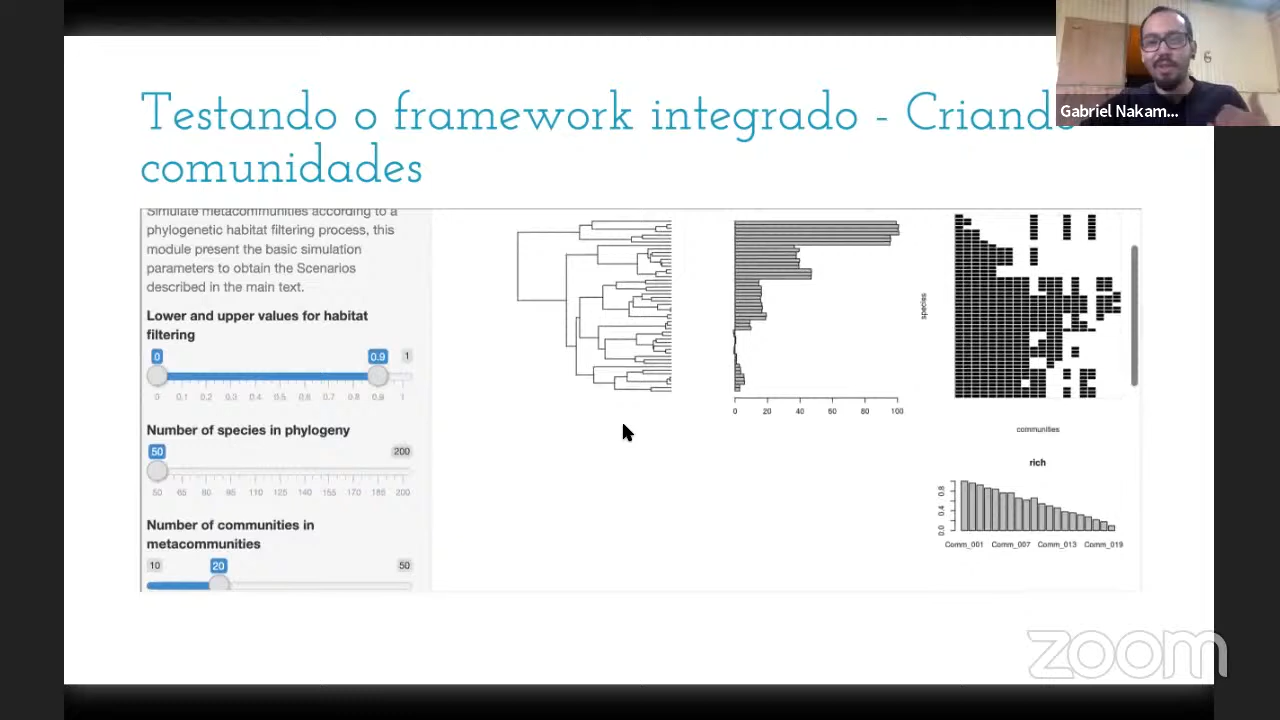 Testando o framework integrado - Criando
comunidades
Gabriel Nakam...
Simulate metacommunities according to a
phylogenetic habitat filtering process, this
module present the basic simulation
parameters to obtain the Scenarios
described in the main text.
Lower and upper values for habitat
filtering
0 0.9 1
0 0.1 0.2 0.3 0.4 0.5 0.6 0.7 0.8 0.9 1
Number of species in phylogeny
50 200
50 65 80 95 110 125 140 155 170 185 200
Number of communities in
metacommunities
10 20 50
0 20 40 60 80 100
species
communities
rich
0.0 0.4 0.8
Comm_001 Comm_007 Comm_013 Comm_019
zoom